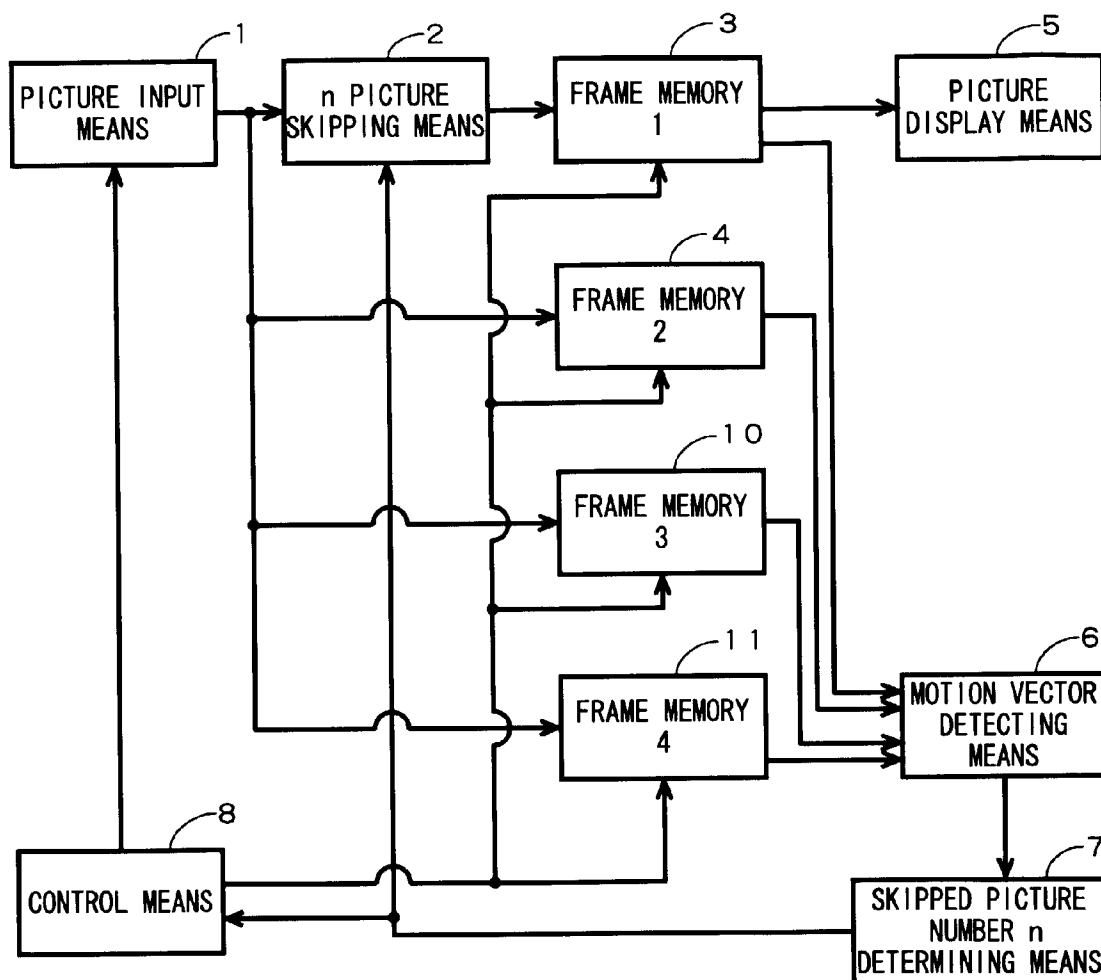 1
PICTURE INPUT
MEANS
2
n PICTURE
SKIPPING MEANS
3
FRAME MEMORY
1
5
PICTURE
DISPLAY MEANS
4
FRAME MEMORY
2
10
FRAME MEMORY
3
11
FRAME MEMORY
4
6
MOTION VECTOR
DETECTING
MEANS
8
CONTROL MEANS
7
SKIPPED PICTURE
NUMBER n
DETERMINING MEANS